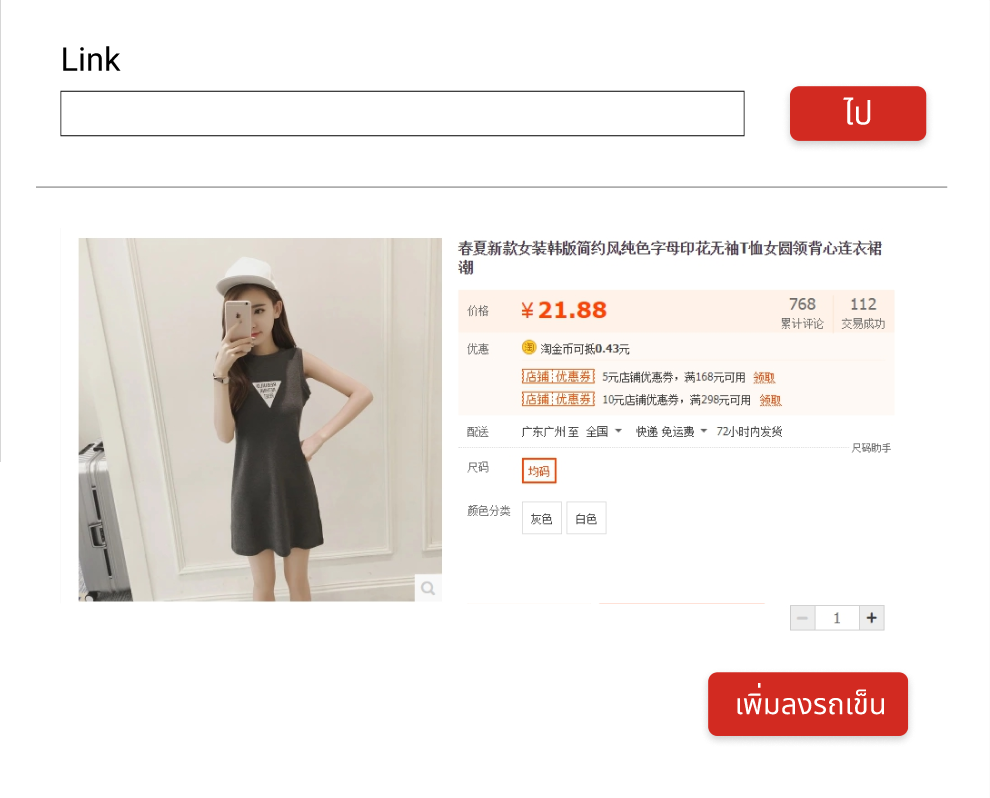 Link
ไป
春夏新款女装韩版简约风纯色字母印花无袖T恤女圆领背心连衣裙
潮
价格 ¥21.88 768 累计评论 112 交易成功
优惠 淘金币可抵0.43元
店铺优惠券 5元店铺优惠券，满168元可用 领取
店铺优惠券 10元店铺优惠券，满298元可用 领取
配送 广东广州 至 全国 快递 免运费 72小时内发货
尺码助手
尺码 均码
颜色分类 灰色 白色
− 1 +
เพิ่มลงรถเข็น